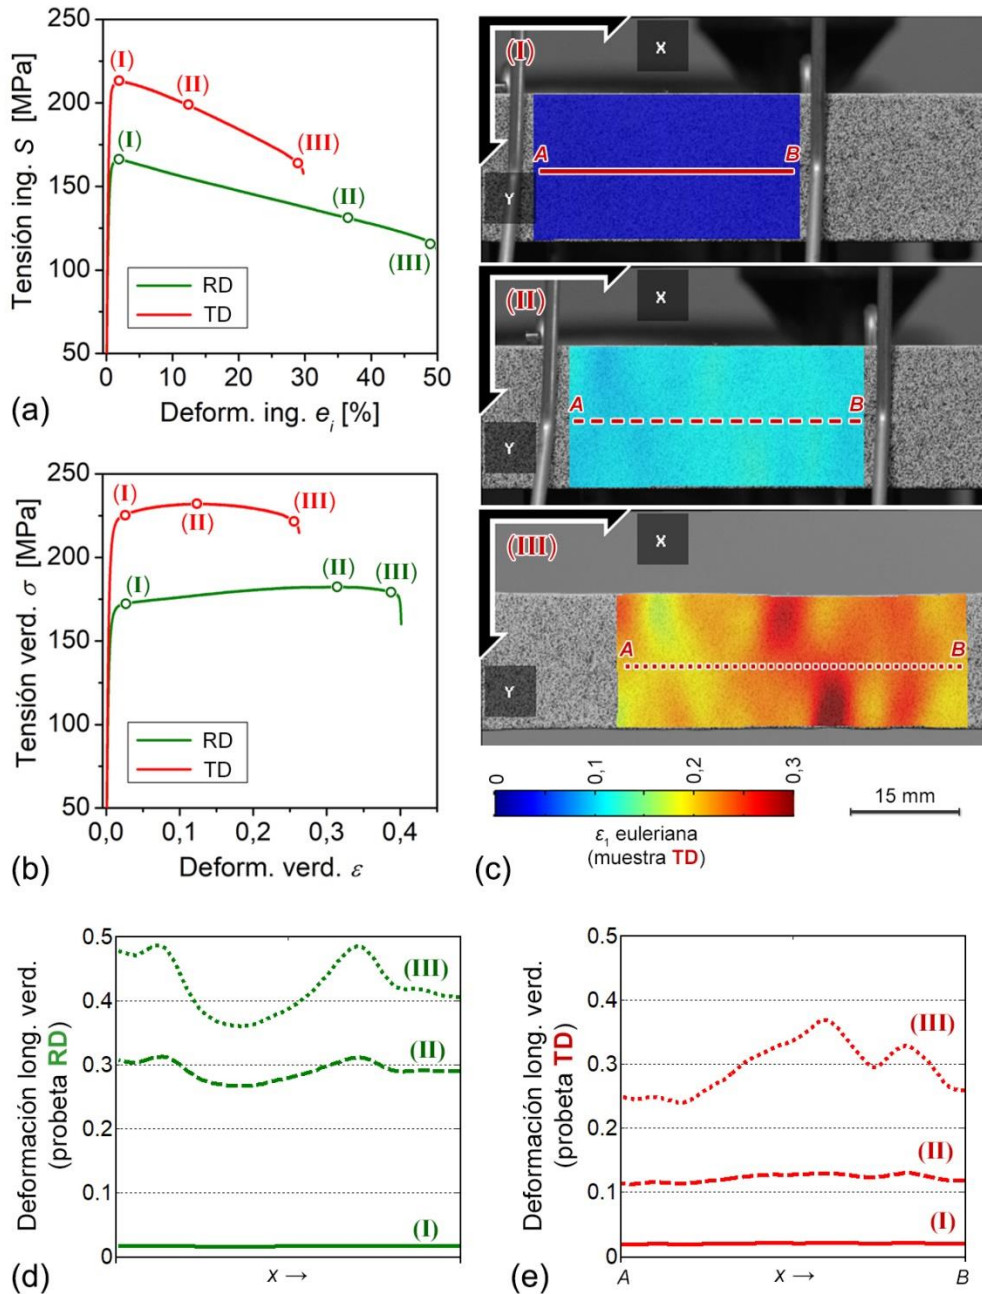 250
200
150
100
50
Tensión ing. S [MPa]
(I)
(II)
(III)
(I)
(II)
(III)
RD
TD
0
10
20
30
40
50
Deform. ing. eᵢ [%]
(a)
250
200
150
100
50
Tensión verd. σ [MPa]
(I)
(II)
(III)
(I)
(II)
(III)
RD
TD
0,0
0,1
0,2
0,3
0,4
Deform. verd. ε
(b)
(I)
X
Y
A
B
(II)
X
Y
A
B
(III)
X
Y
A
B
0
0,1
0,2
0,3
ε₁ euleriana
(muestra TD)
15 mm
(c)
0.5
0.4
0.3
0.2
0.1
0
Deformación long. verd.
(probeta RD)
(III)
(II)
(I)
x →
(d)
0.5
0.4
0.3
0.2
0.1
0
Deformación long. verd.
(probeta TD)
(III)
(II)
(I)
A
x →
B
(e)